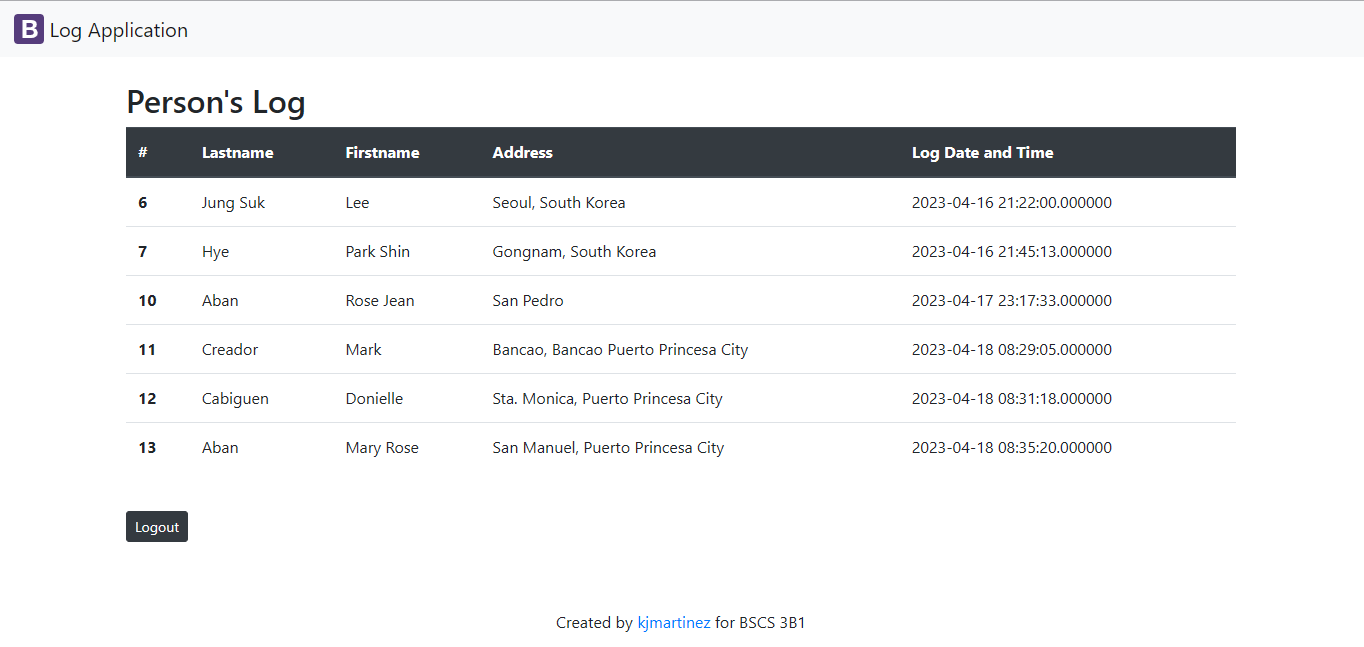 B Log Application
Person's Log
# Lastname Firstname Address Log Date and Time
6 Jung Suk Lee Seoul, South Korea 2023-04-16 21:22:00.000000
7 Hye Park Shin Gongnam, South Korea 2023-04-16 21:45:13.000000
10 Aban Rose Jean San Pedro 2023-04-17 23:17:33.000000
11 Creador Mark Bancao, Bancao Puerto Princesa City 2023-04-18 08:29:05.000000
12 Cabiguen Donielle Sta. Monica, Puerto Princesa City 2023-04-18 08:31:18.000000
13 Aban Mary Rose San Manuel, Puerto Princesa City 2023-04-18 08:35:20.000000
Logout
Created by kjmartinez for BSCS 3B1